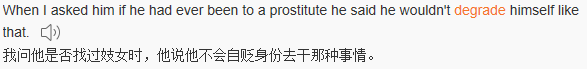 When I asked him if he had ever been to a prostitute he said he wouldn't degrade himself like
that.
我问他是否找过妓女时，他说他不会自贬身份去干那种事情。